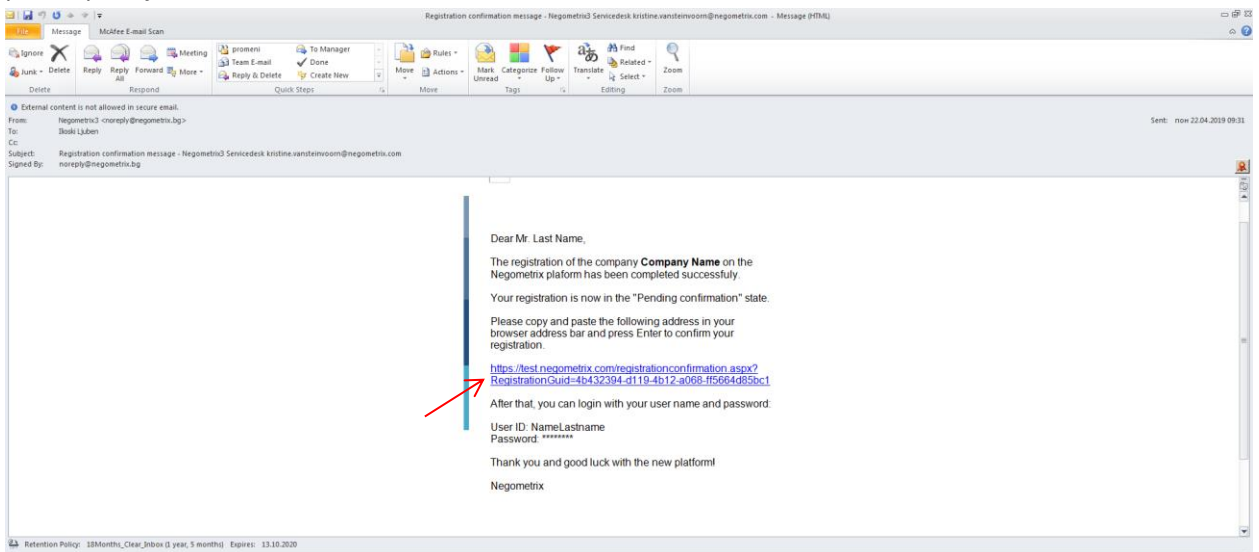 Registration confirmation message - Negometrix3 Servicedesk kristine.vansteinvoorn@negometrix.com - Message (HTML)
File Message McAfee E-mail Scan
Ignore
Junk
Delete
Delete
Reply
Reply All
Forward
Meeting
More
Respond
promeni
Team E-mail
Reply & Delete
To Manager
Done
Create New
Quick Steps
Move
Rules
Actions
Move
Mark Unread
Categorize
Follow Up
Tags
Translate
Find
Related
Select
Editing
Zoom
Zoom
External content is not allowed in secure email.
From: Negometrix3 <noreply@negometrix.bg>
Sent: пон 22.04.2019 09:31
To: Ilioski Ljuben
Cc:
Subject: Registration confirmation message - Negometrix3 Servicedesk kristine.vansteinvoorn@negometrix.com
Signed By: noreply@negometrix.bg
Dear Mr. Last Name,
The registration of the company Company Name on the
Negometrix plaform has been completed successfuly.
Your registration is now in the "Pending confirmation" state.
Please copy and paste the following address in your
browser address bar and press Enter to confirm your
registration.
https://test.negometrix.com/registrationconfirmation.aspx?
RegistrationGuid=4b432394-d119-4b12-a068-ff5664d85bc1
After that, you can login with your user name and password:
User ID: NameLastname
Password: ********
Thank you and good luck with the new platform!
Negometrix
Retention Policy: 18Months_Clear_Inbox (1 year, 5 months) Expires: 13.10.2020